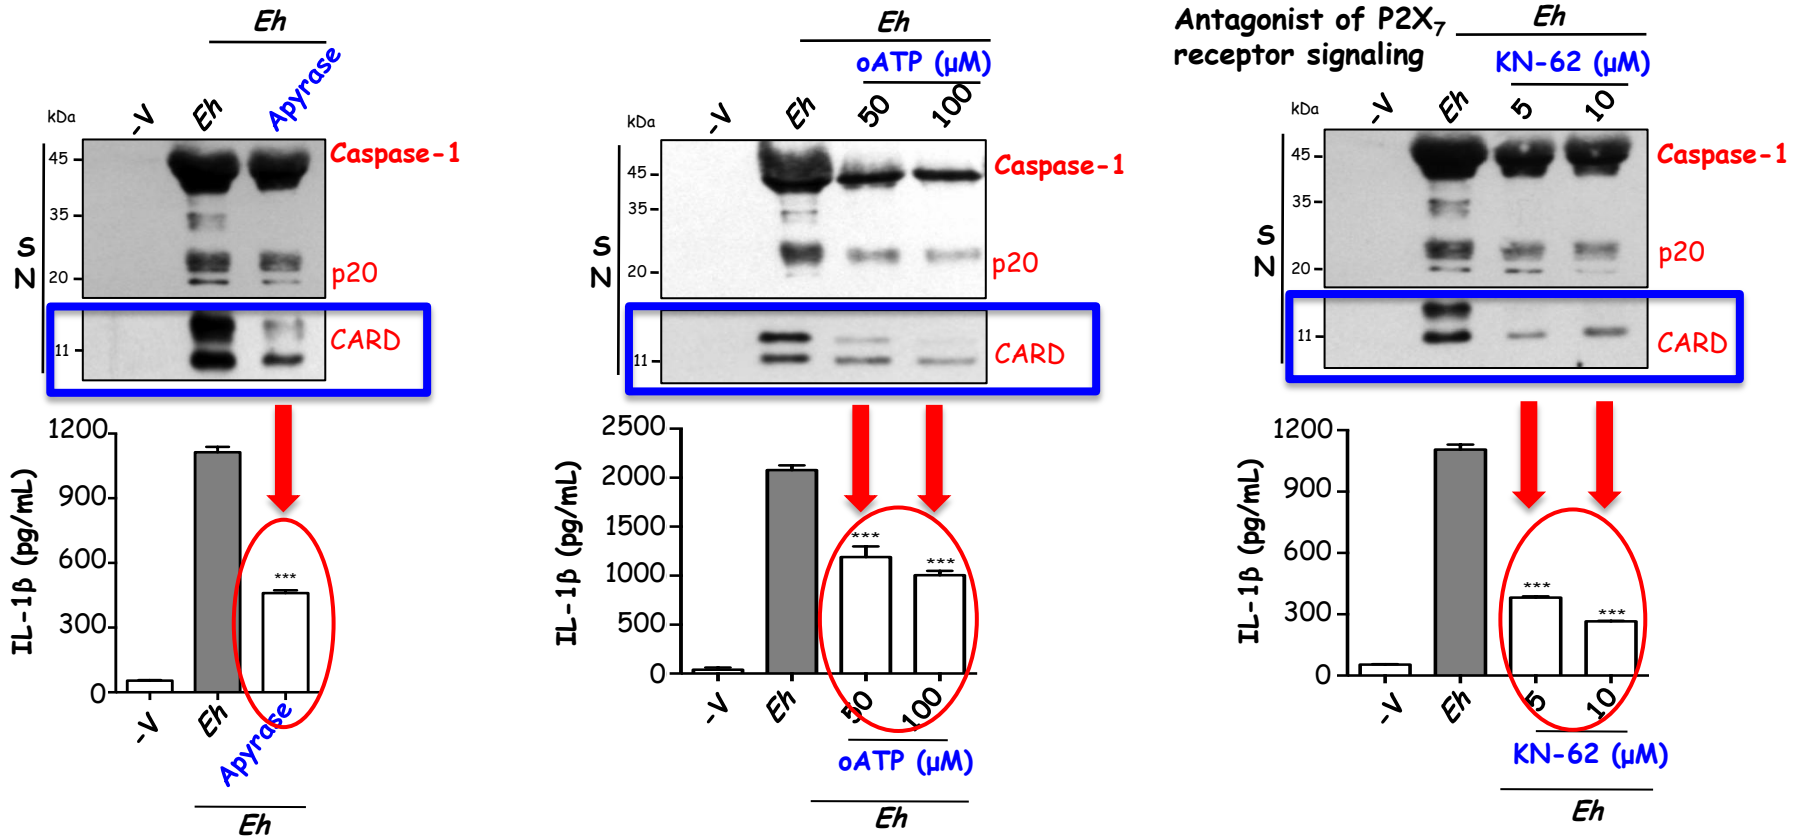 Eh
Apyrase
kDa
-V
Eh
45
35
20
11
S
N
Caspase-1
p20
CARD
1200
900
600
300
0
IL-1β (pg/mL)
***
-V
Eh
Apyrase
Eh
Eh
oATP (μM)
kDa
-V
Eh
50
100
45
35
20
11
S
N
Caspase-1
p20
CARD
2500
2000
1500
1000
500
0
IL-1β (pg/mL)
***
***
-V
Eh
50
100
oATP (μM)
Eh
Antagonist of P2X7
receptor signaling
Eh
KN-62 (μM)
kDa
-V
Eh
5
10
45
35
20
11
S
N
Caspase-1
p20
CARD
1200
900
600
300
0
IL-1β (pg/mL)
***
***
-V
Eh
5
10
KN-62 (μM)
Eh